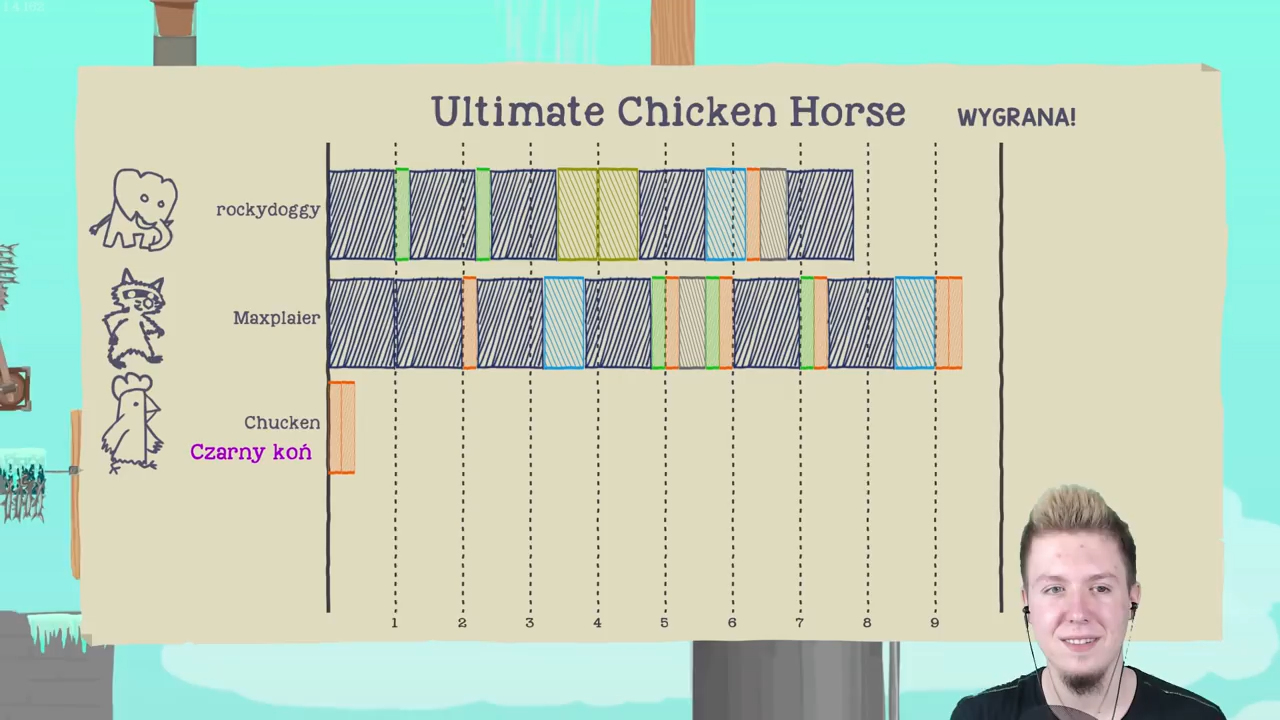 Ultimate Chicken Horse
WYGRANA!
rockydoggy
Maxplaier
Chucken
Czarny koń
1 2 3 4 5 6 7 8 9